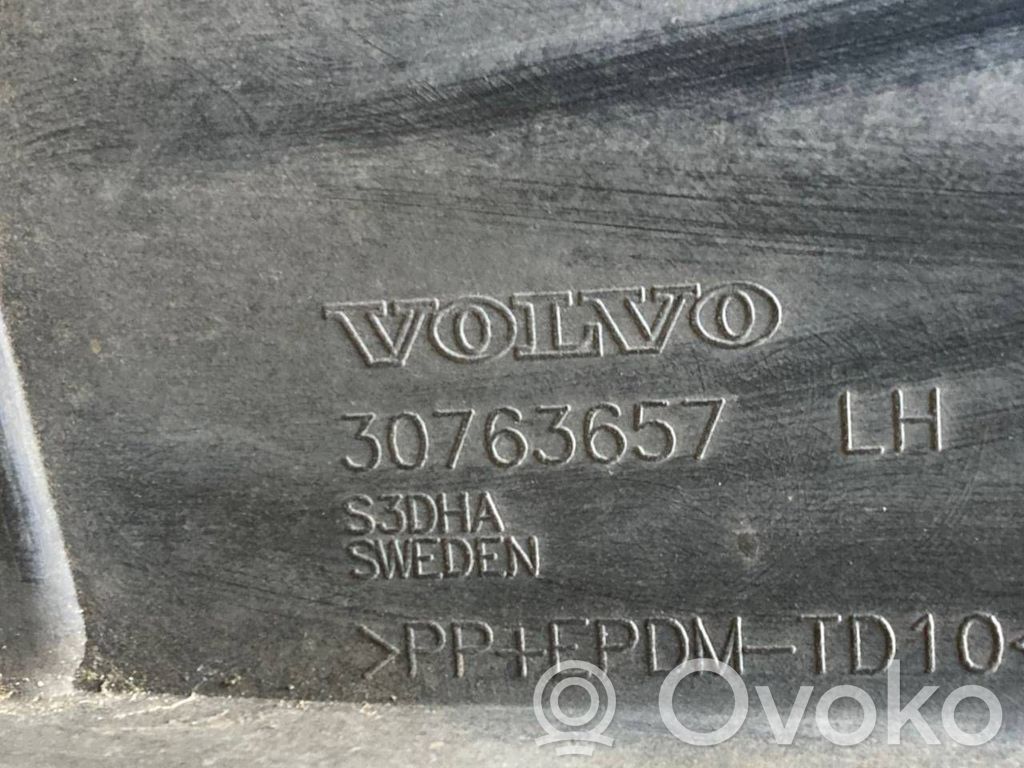 VOLVO
30763657 LH
S3DHA
SWEDEN
>PP+EPDM-TD10<
Ovoko